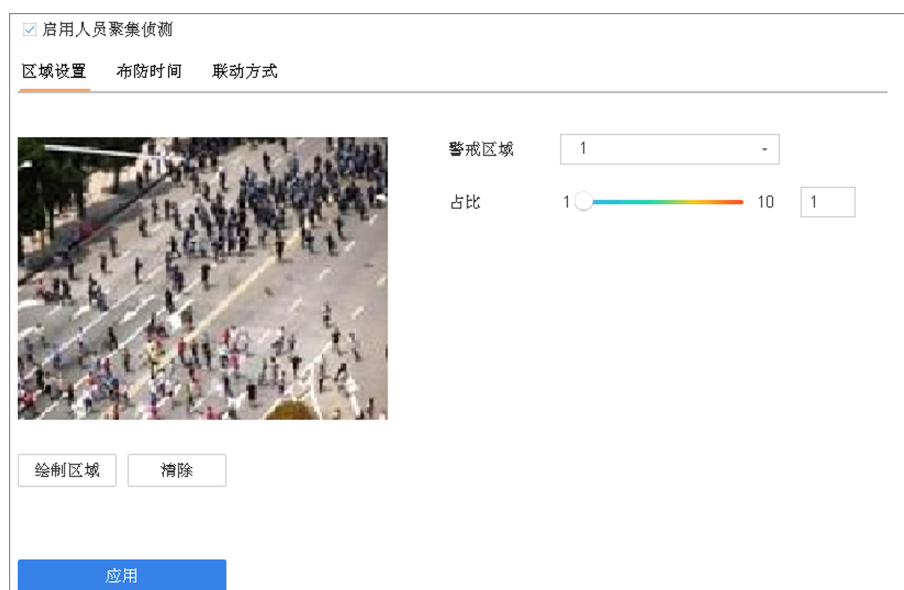 启用人员聚集侦测
区域设置 布防时间 联动方式
警戒区域 1
占比 1 10 1
绘制区域 清除
应用